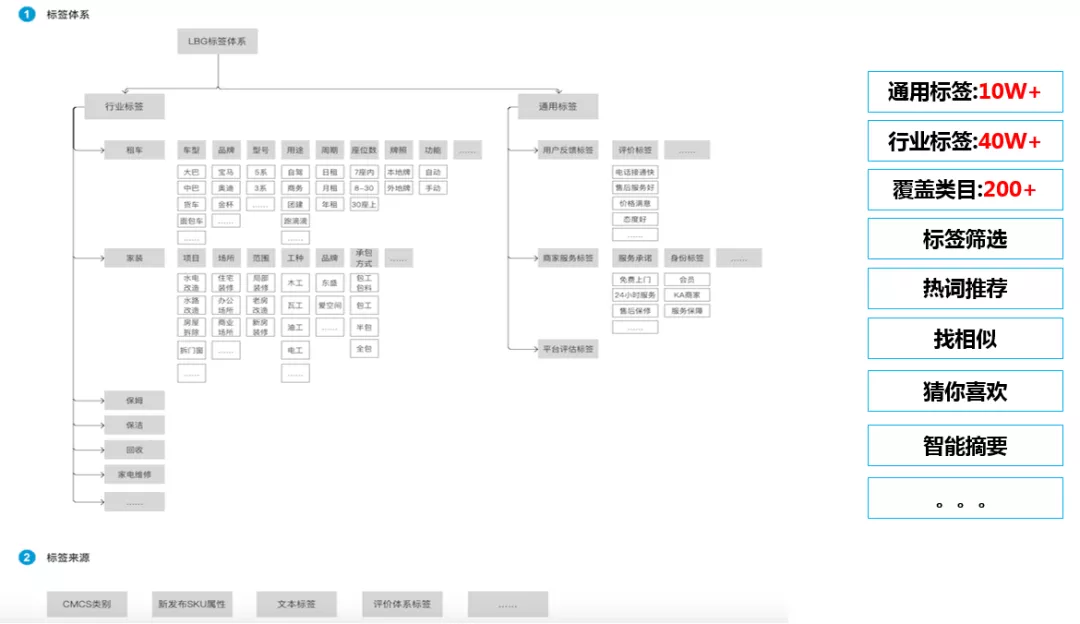 1 标签体系
LBG标签体系
行业标签
通用标签
租车 车型 品牌 型号 用途 周期 座位数 牌照 功能 ......
大巴 宝马 5系 自驾 日租 7座内 本地牌 自动
中巴 奥迪 3系 商务 月租 8-30 外地牌 手动
货车 金杯 ...... 团建 年租 30座上
面包车 ...... 跑滴滴
...... ......
家装 项目 场所 范围 工种 品牌 承包方式 ......
水电改造 住宅装修 局部装修 木工 东盛 包工包料
水路改造 办公场所 老房改造 瓦工 爱空间 包工
房屋拆除 商业场所 新房装修 油工 ...... 半包
拆门窗 ...... 电工 全包
...... ......
保姆
保洁
回收
家电维修
......
用户反馈标签 评价标签 ......
电话接通快
售后服务好
价格满意
态度好
......
商家服务标签 服务承诺 身份标签 ......
免费上门 会员
24小时服务 KA商家
售后保修 服务保障
......
平台评估标签
通用标签:10W+
行业标签:40W+
覆盖类目:200+
标签筛选
热词推荐
找相似
猜你喜欢
智能摘要
。。。
2 标签来源
CMCS类别 新发布SKU属性 文本标签 评价体系标签 ......